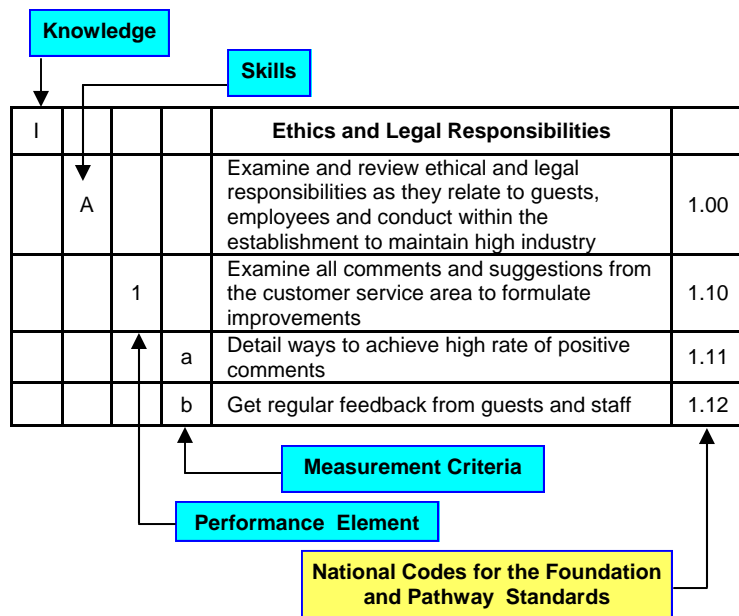 Knowledge
Skills
I Ethics and Legal Responsibilities
Examine and review ethical and legal
responsibilities as they relate to guests,
A employees and conduct within the 1.00
establishment to maintain high industry
Examine all comments and suggestions from
1 the customer service area to formulate 1.10
improvements
a Detail ways to achieve high rate of positive 1.11
comments
b Get regular feedback from guests and staff 1.12
Measurement Criteria
Performance Element
National Codes for the Foundation
and Pathway Standards